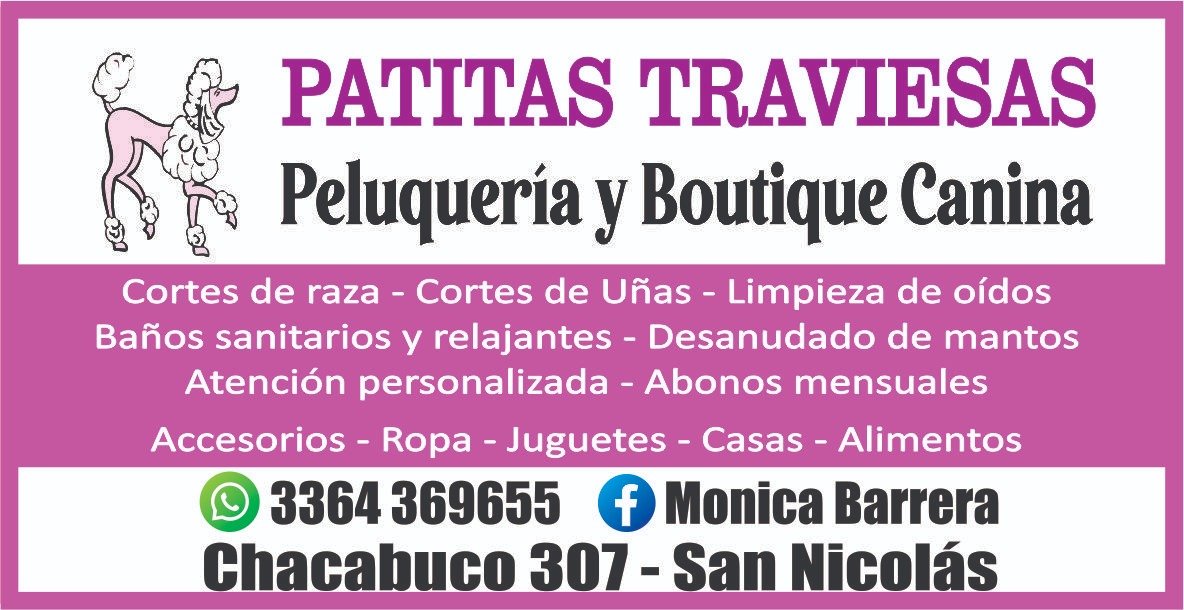 PATITAS TRAVIESAS
Peluquería y Boutique Canina
Cortes de raza - Cortes de Uñas - Limpieza de oídos
Baños sanitarios y relajantes - Desanudado de mantos
Atención personalizada - Abonos mensuales
Accesorios - Ropa - Juguetes - Casas - Alimentos
3364 369655 Monica Barrera
Chacabuco 307 - San Nicolás